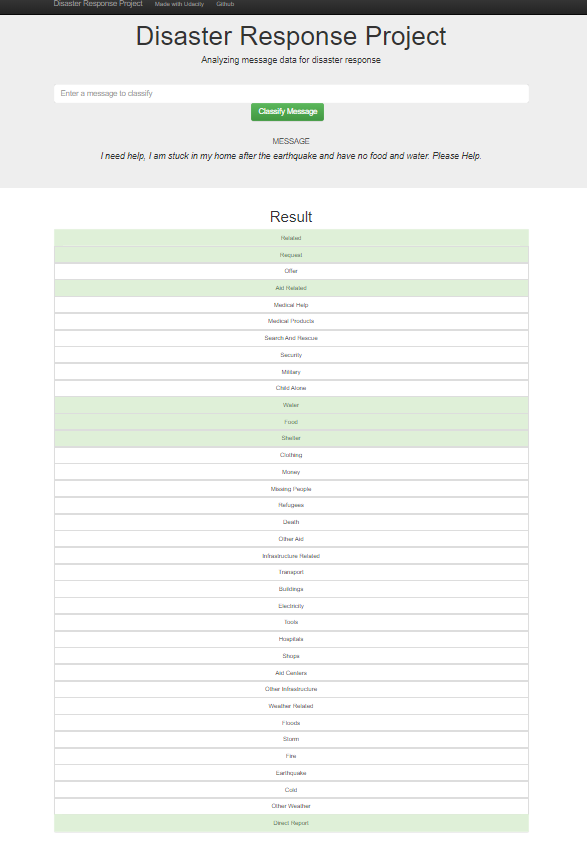 Disaster Response Project Made with Udacity Github
Disaster Response Project
Analyzing message data for disaster response
Enter a message to classify
Classify Message
MESSAGE
I need help, I am stuck in my home after the earthquake and have no food and water. Please Help.
Result
Related
Request
Offer
Aid Related
Medical Help
Medical Products
Search And Rescue
Security
Military
Child Alone
Water
Food
Shelter
Clothing
Money
Missing People
Refugees
Death
Other Aid
Infrastructure Related
Transport
Buildings
Electricity
Tools
Hospitals
Shops
Aid Centers
Other Infrastructure
Weather Related
Floods
Storm
Fire
Earthquake
Cold
Other Weather
Direct Report